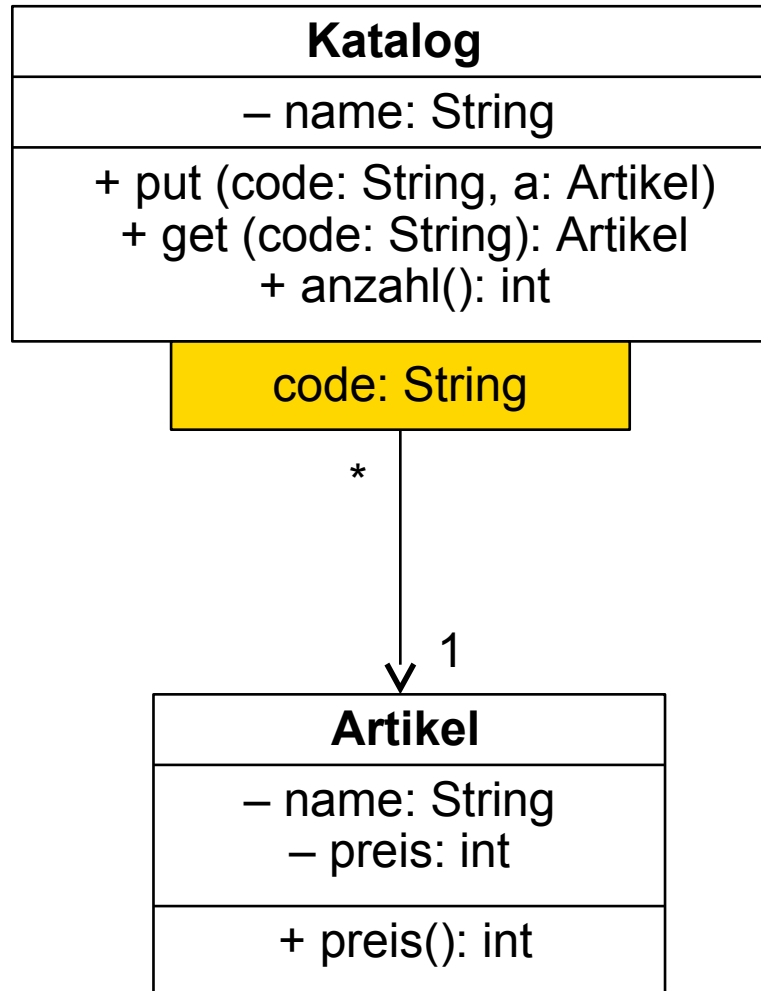 Katalog
– name: String
+ put (code: String, a: Artikel)
+ get (code: String): Artikel
+ anzahl(): int
code: String
*
1
Artikel
– name: String
– preis: int
+ preis(): int